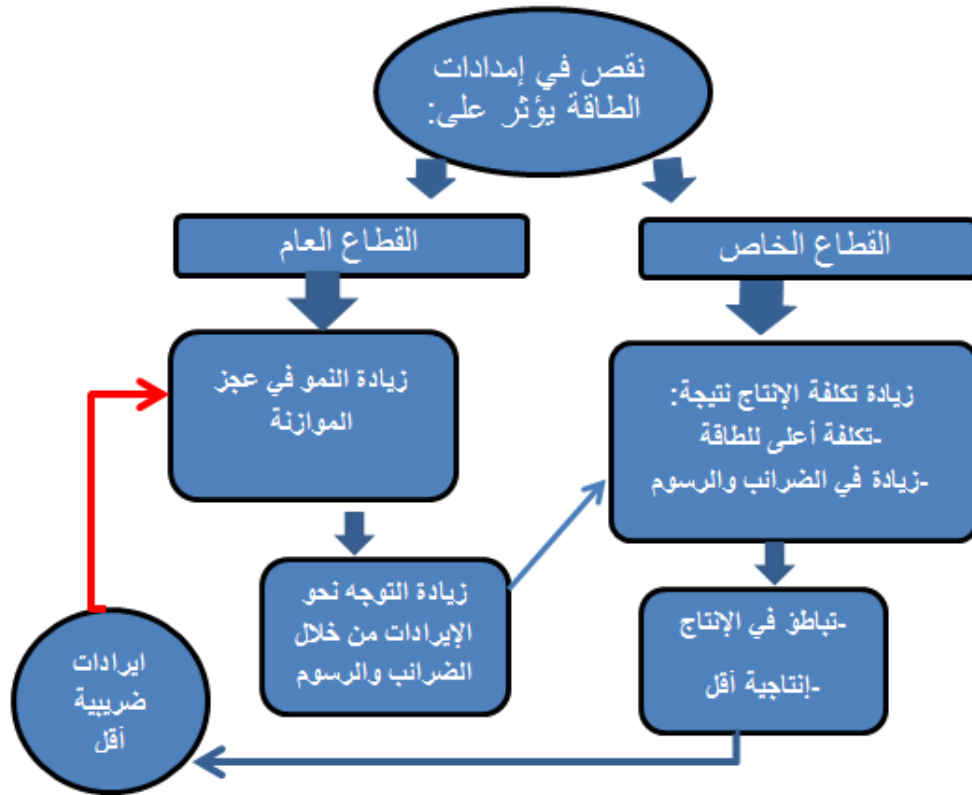 نقص في إمدادات
الطاقة يؤثر على:
القطاع الخاص
القطاع العام
زيادة تكلفة الإنتاج نتيجة:
-تكلفة أعلى للطاقة
-زيادة في الضرائب والرسوم
زيادة النمو في عجز
الموازنة
-تباطؤ في الإنتاج
-إنتاجية أقل
زيادة التوجه نحو
الإيرادات من خلال
الضرائب والرسوم
ايرادات
ضريبية
أقل